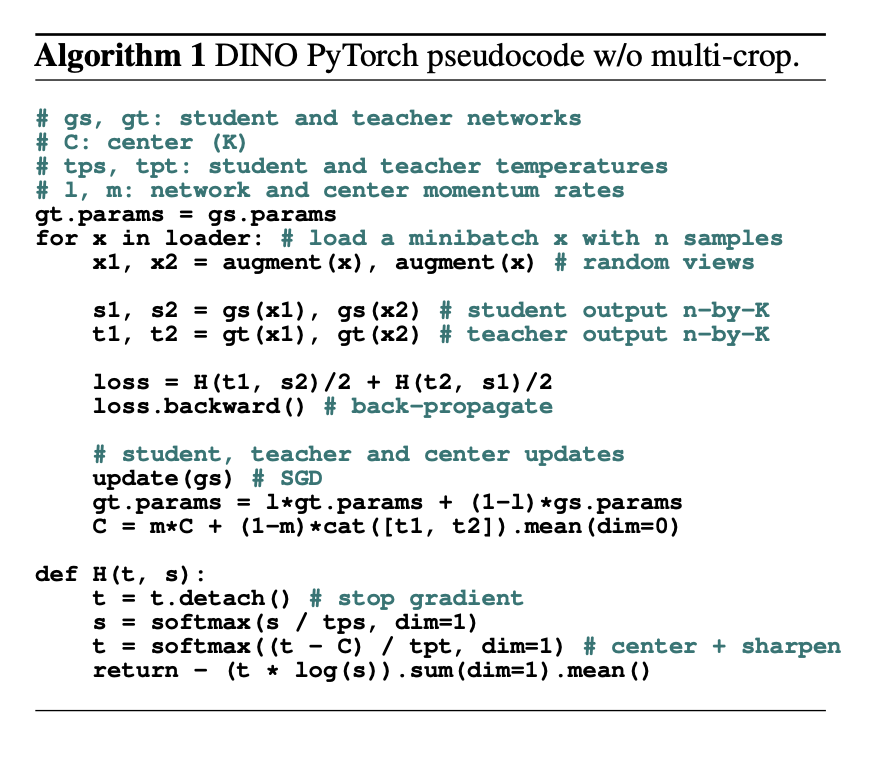 Algorithm 1 DINO PyTorch pseudocode w/o multi-crop.
# gs, gt: student and teacher networks
# C: center (K)
# tps, tpt: student and teacher temperatures
# l, m: network and center momentum rates
gt.params = gs.params
for x in loader: # load a minibatch x with n samples
    x1, x2 = augment(x), augment(x) # random views
    s1, s2 = gs(x1), gs(x2) # student output n-by-K
    t1, t2 = gt(x1), gt(x2) # teacher output n-by-K
    loss = H(t1, s2)/2 + H(t2, s1)/2
    loss.backward() # back-propagate
    # student, teacher and center updates
    update(gs) # SGD
    gt.params = l*gt.params + (1-l)*gs.params
    C = m*C + (1-m)*cat([t1, t2]).mean(dim=0)
def H(t, s):
    t = t.detach() # stop gradient
    s = softmax(s / tps, dim=1)
    t = softmax((t - C) / tpt, dim=1) # center + sharpen
    return - (t * log(s)).sum(dim=1).mean()